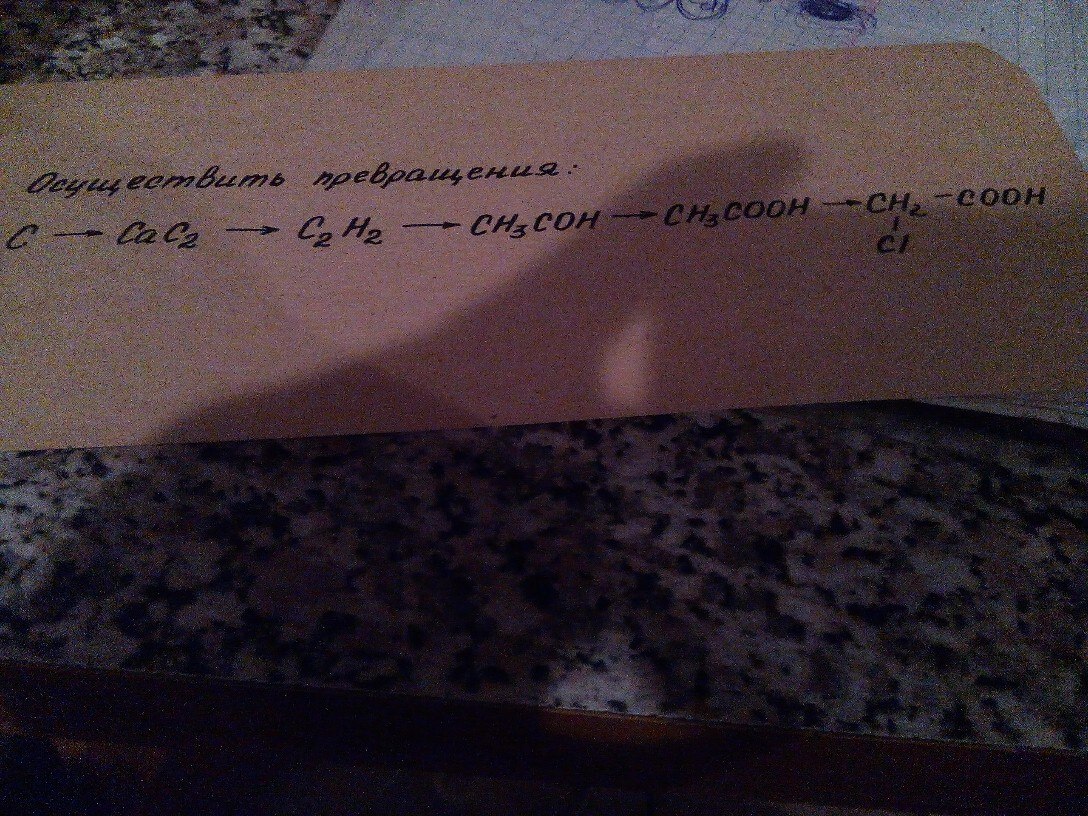 Осуществить превращения:
C → CaC₂ → C₂H₂ → CH₃COH → CH₃COOH → CH₂-COOH
Cl